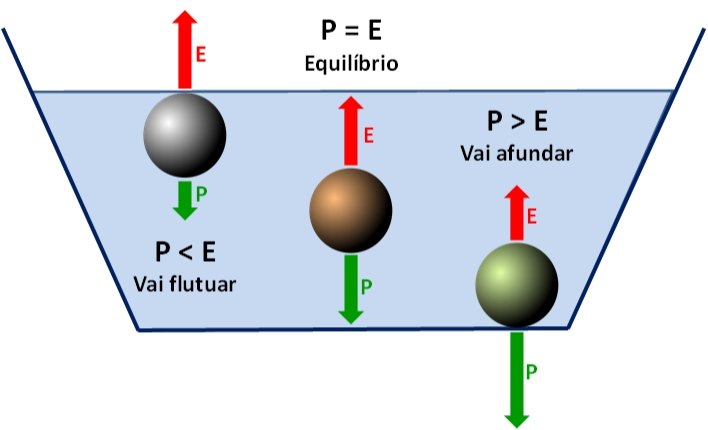 P = E
Equilíbrio
E
P
P < E
Vai flutuar
E
P
P > E
Vai afundar
E
P